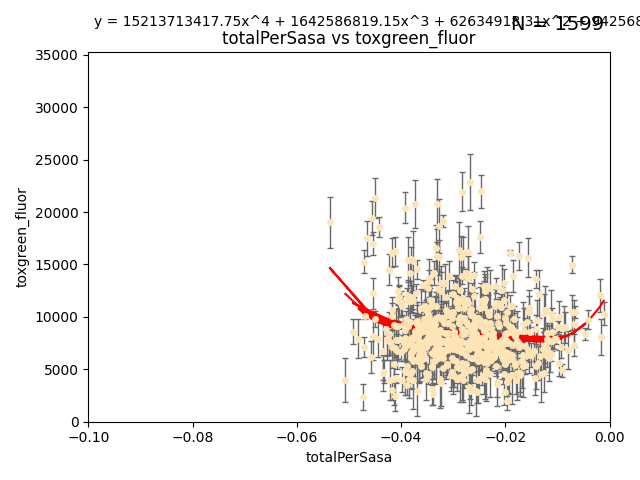 y = 15213713417.75x^4 + 1642586819.15x^3 +
N = 1599
totalPerSasa vs toxgreen_fluor
35000
30000
25000
20000
15000
10000
5000
0
toxgreen_fluor
−0.10
−0.08
−0.06
−0.04
−0.02
0.00
totalPerSasa